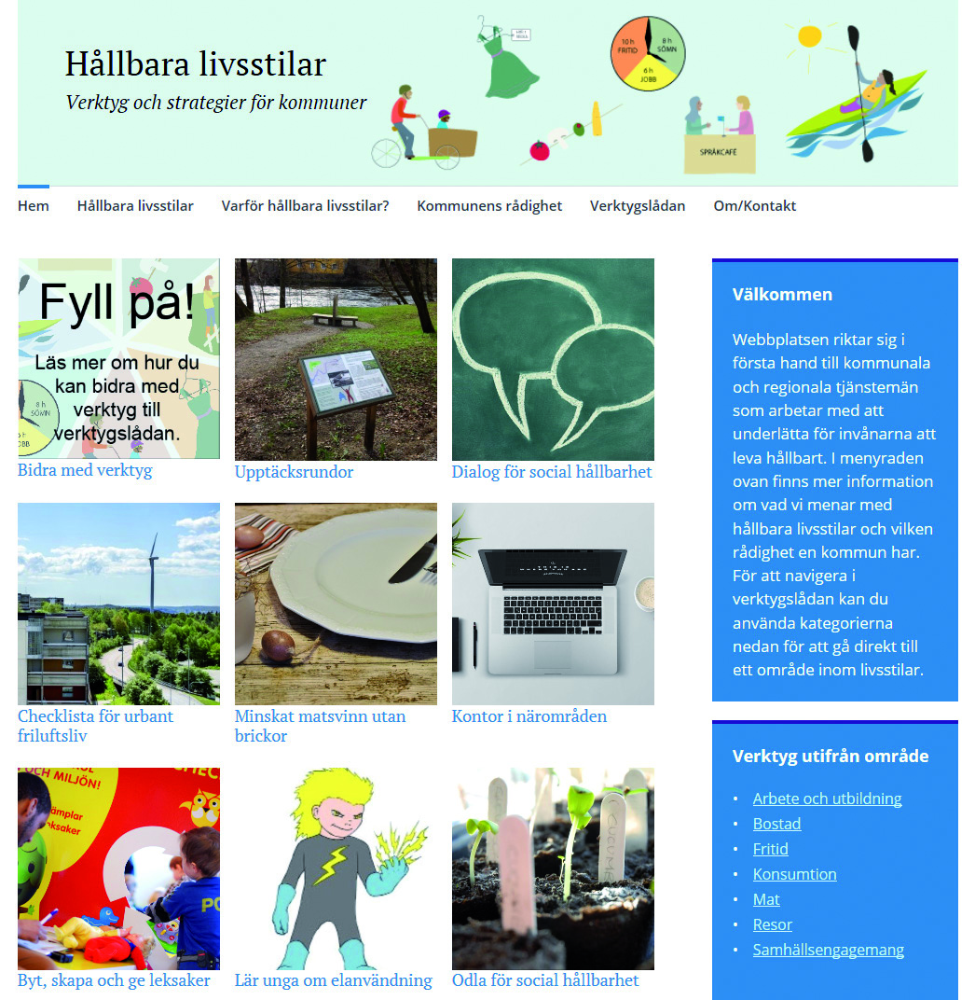 Hållbara livsstilar
Verktyg och strategier för kommuner
10 h
FRITID
8 h
SÖMN
6 h
JOBB
SPRÅKCAFÉ
Hem
Hållbara livsstilar
Varför hållbara livsstilar?
Kommunens rådighet
Verktygslådan
Om/Kontakt
Fyll på!
Läs mer om hur du
kan bidra med
verktyg till
verktygslådan.
8 h
SÖMN
JOBB
Bidra med verktyg
Upptäcksrundor
Dialog för social hållbarhet
Checklista för urbant
friluftsliv
Minskat matsvinn utan
brickor
Kontor i närområden
OCH MILJÖN!
Byt, skapa och ge leksaker
Lär unga om elanvändning
Odla för social hållbarhet
Välkommen
Webbplatsen riktar sig i
första hand till kommunala
och regionala tjänstemän
som arbetar med att
underlätta för invånarna att
leva hållbart. I menyraden
ovan finns mer information
om vad vi menar med
hållbara livsstilar och vilken
rådighet en kommun har.
För att navigera i
verktygslådan kan du
använda kategorierna
nedan för att gå direkt till
ett område inom livsstilar.
Verktyg utifrån område
• Arbete och utbildning
• Bostad
• Fritid
• Konsumtion
• Mat
• Resor
• Samhällsengagemang